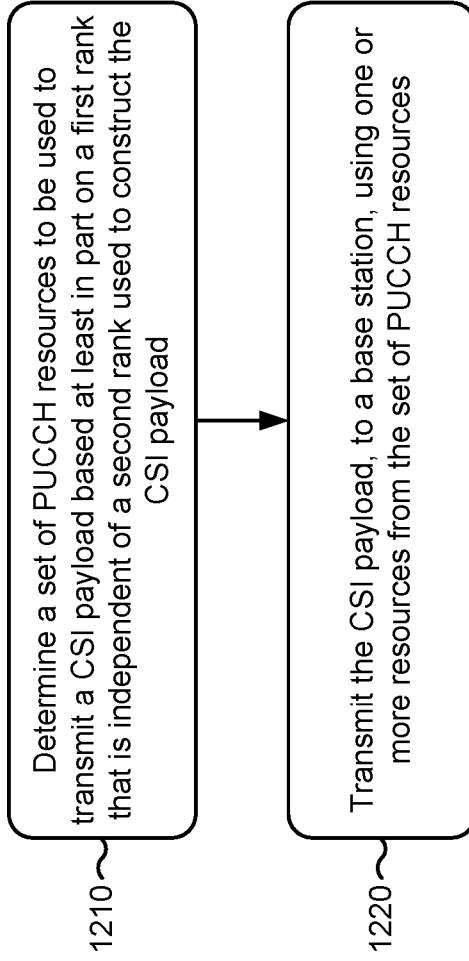 1210
Determine a set of PUCCH resources to be used to
transmit a CSI payload based at least in part on a first rank
that is independent of a second rank used to construct the
CSI payload
1220
Transmit the CSI payload, to a base station, using one or
more resources from the set of PUCCH resources